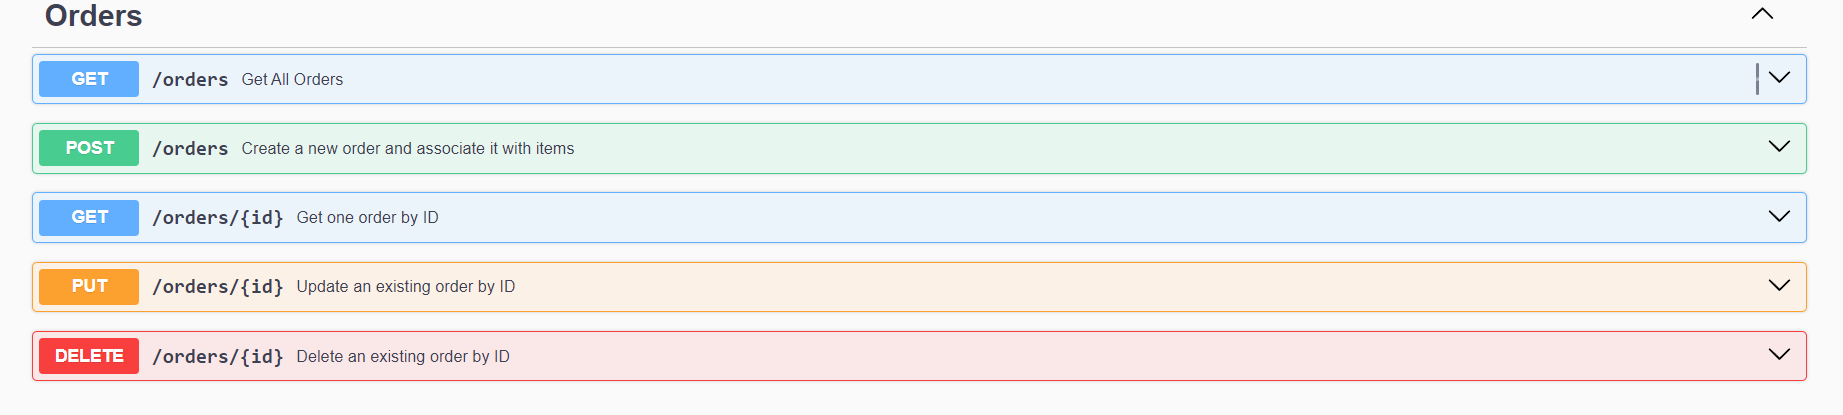 Orders
GET /orders Get All Orders
POST /orders Create a new order and associate it with items
GET /orders/{id} Get one order by ID
PUT /orders/{id} Update an existing order by ID
DELETE /orders/{id} Delete an existing order by ID